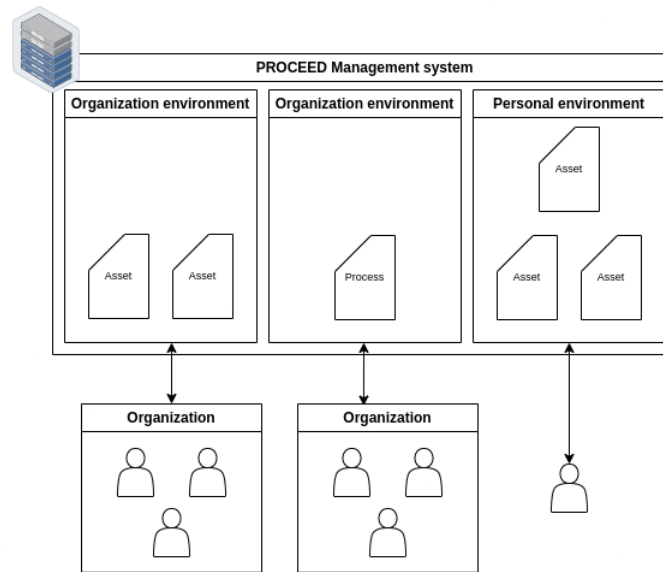 PROCEED Management system
Organization environment
Organization environment
Personal environment
Asset
Asset
Asset
Process
Asset
Asset
Organization
Organization